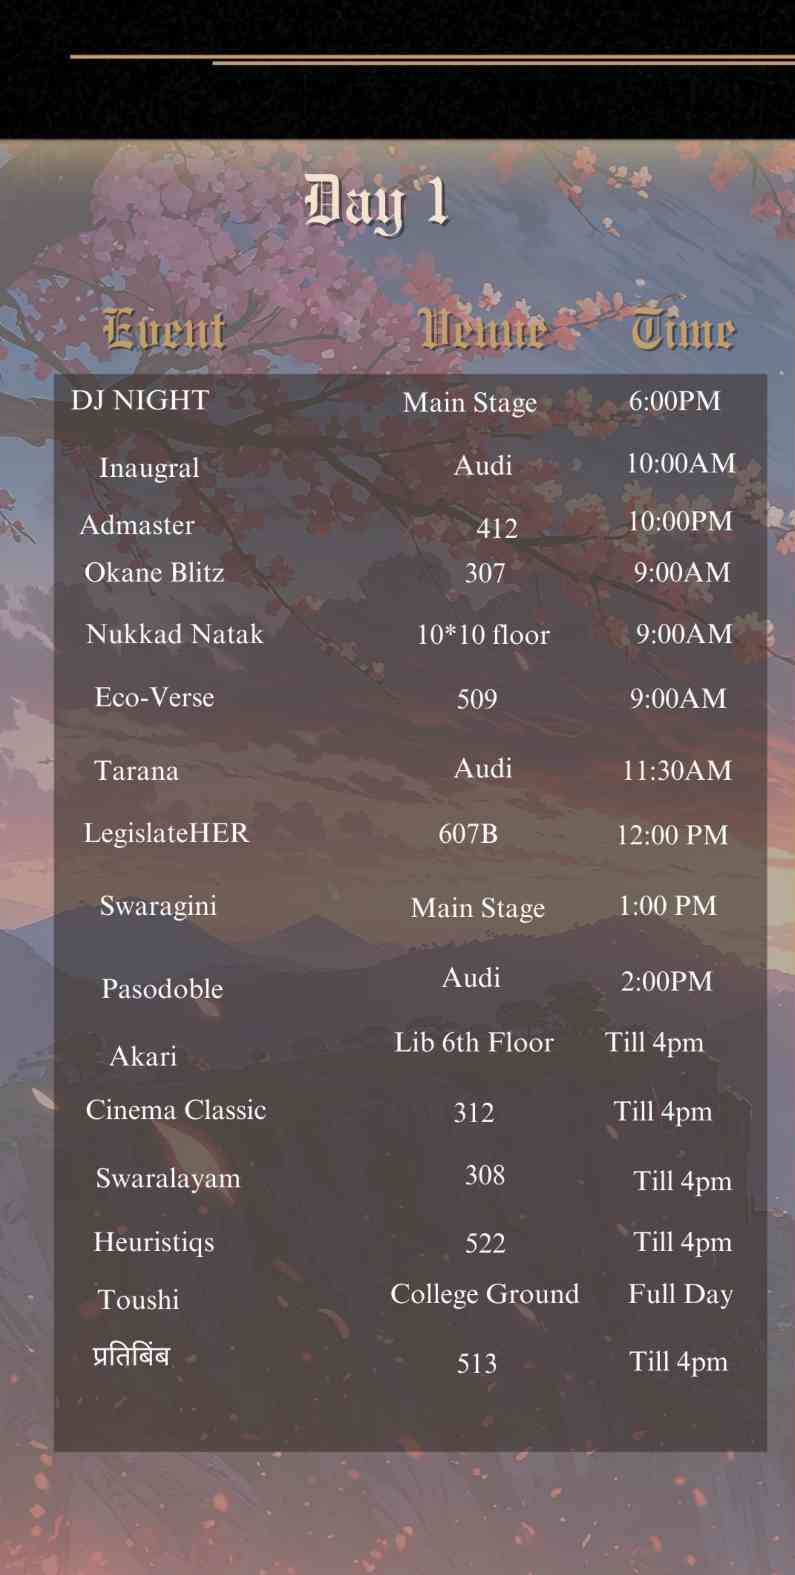 Day 1
Event Venue Time
DJ NIGHT Main Stage 6:00PM
Inaugral Audi 10:00AM
Admaster 412 10:00PM
Okane Blitz 307 9:00AM
Nukkad Natak 10*10 floor 9:00AM
Eco-Verse 509 9:00AM
Tarana Audi 11:30AM
LegislateHER 607B 12:00 PM
Swaragini Main Stage 1:00 PM
Pasodoble Audi 2:00PM
Akari Lib 6th Floor Till 4pm
Cinema Classic 312 Till 4pm
Swaralayam 308 Till 4pm
Heuristiqs 522 Till 4pm
Toushi College Ground Full Day
प्रतिबिंब 513 Till 4pm